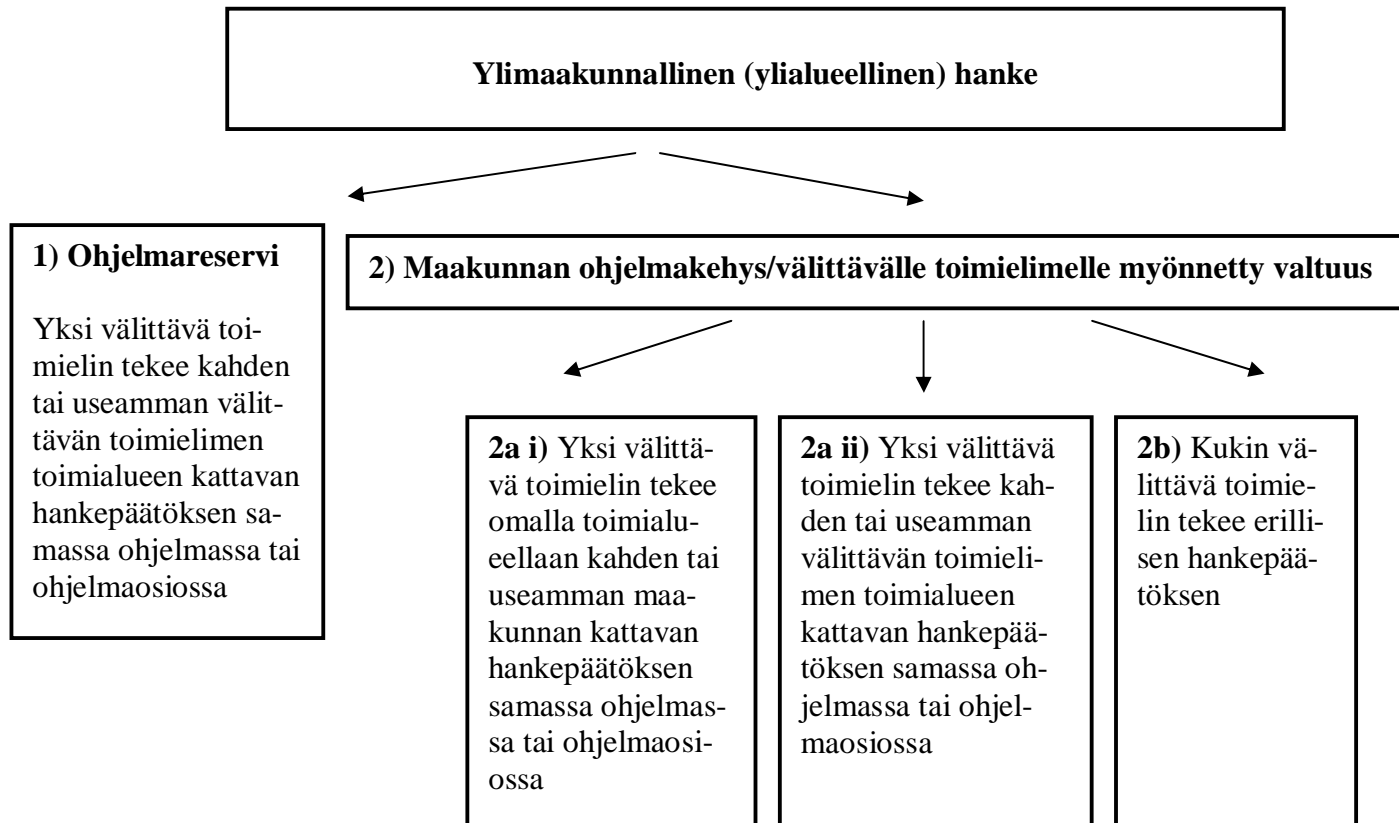 Ylimaakunnallinen (ylialueellinen) hanke
1) Ohjelmareservi
Yksi välittävä toi-
mielin tekee kahden
tai useamman välit-
tävän toimielimen
toimialueen kattavan
hankepäätöksen sa-
massa ohjelmassa tai
ohjelmaosiossa
2) Maakunnan ohjelmakehys/välittävälle toimielimelle myönnetty valtuus
2a i) Yksi välittä-
vä toimielin tekee
omalla toimialu-
eellaan kahden tai
useamman maa-
kunnan kattavan
hankepäätöksen
samassa ohjelmas-
sa tai ohjelmaosi-
ossa
2a ii) Yksi välittävä
toimielin tekee kah-
den tai useamman
välittävän toimieli-
men toimialueen
kattavan hankepää-
töksen samassa oh-
jelmassa tai ohjel-
maosiossa
2b) Kukin vä-
littävä toimie-
lin tekee erilli-
sen hankepää-
töksen